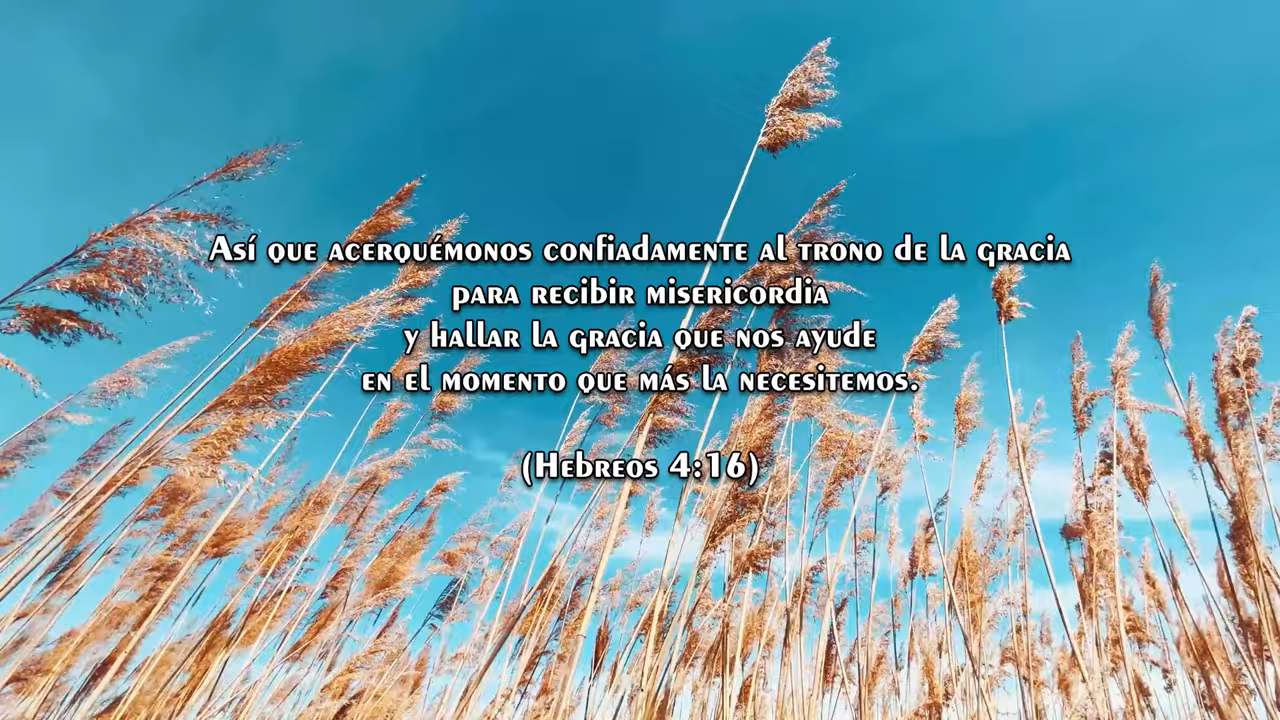 Así que acerquémonos confiadamente al trono de la gracia
para recibir misericordia
y hallar la gracia que nos ayude
en el momento que más la necesitemos.
(Hebreos 4:16)